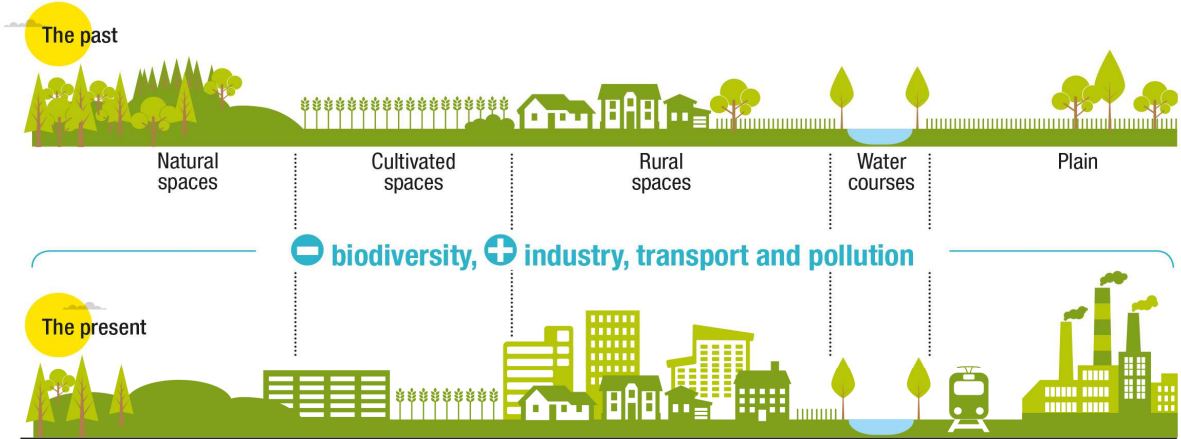 The past
Natural
spaces
Cultivated
spaces
Rural
spaces
Water
courses
Plain
biodiversity, industry, transport and pollution
The present